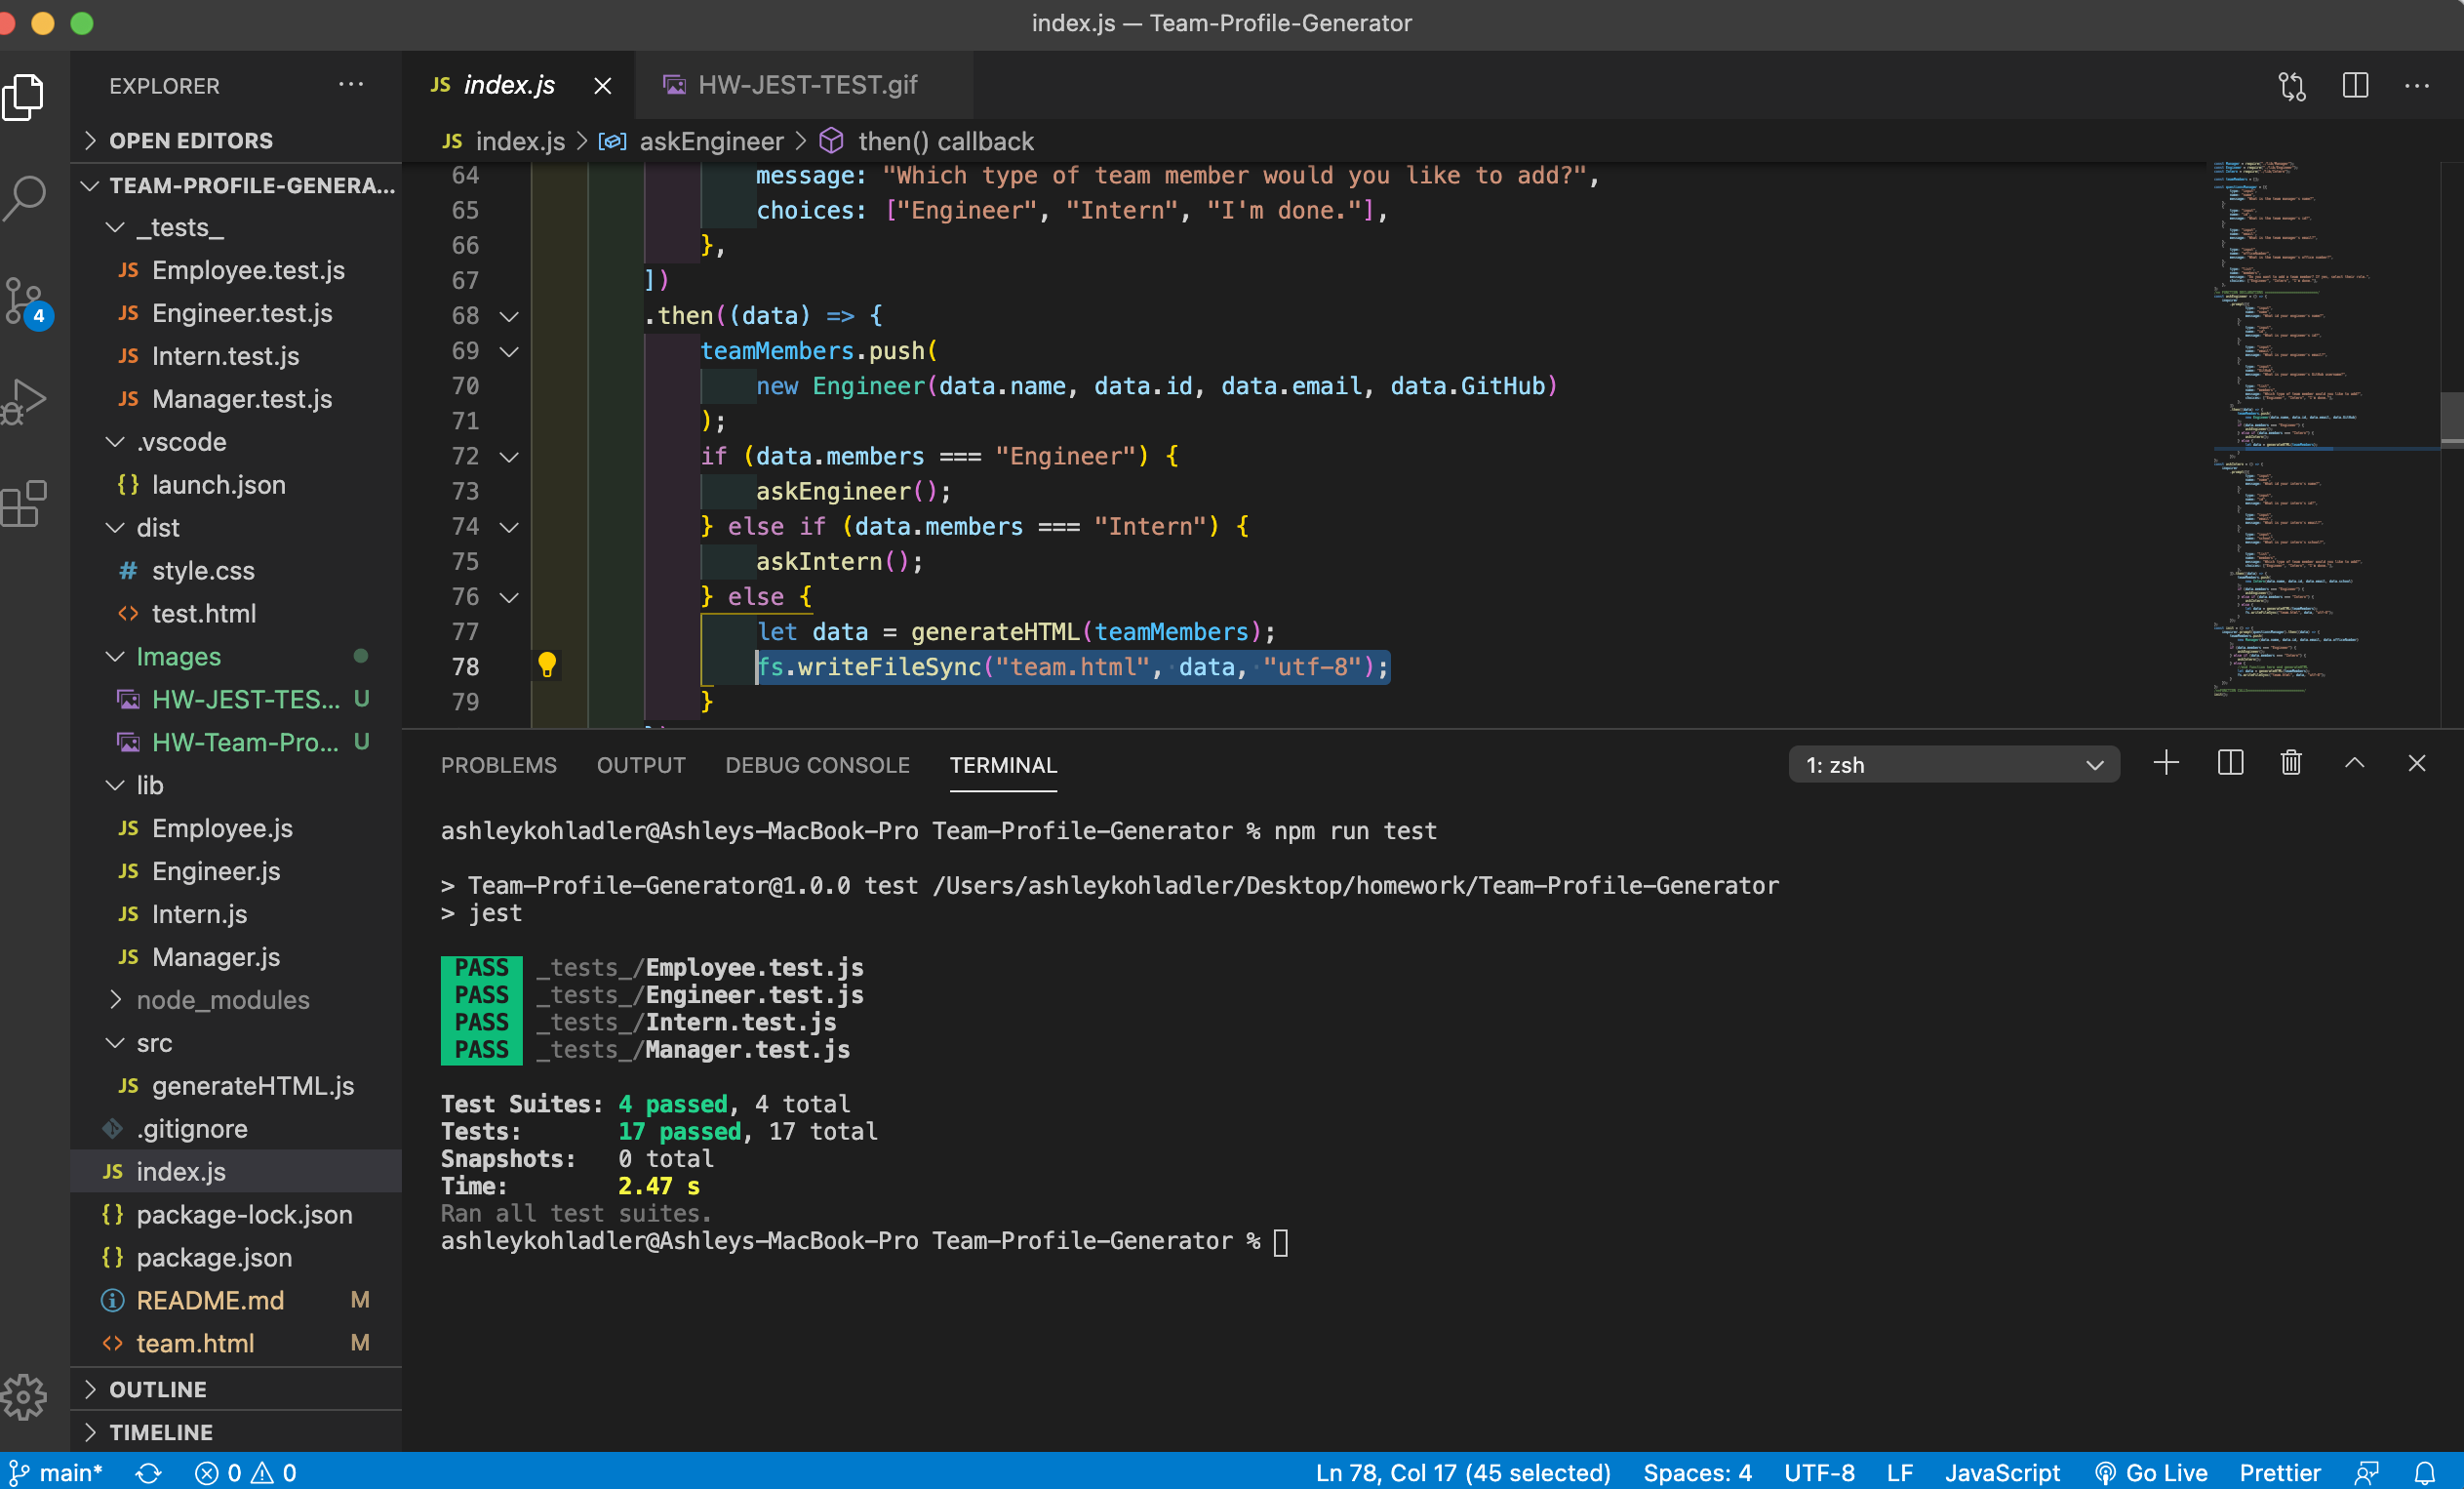 index.js — Team-Profile-Generator
EXPLORER
OPEN EDITORS
TEAM-PROFILE-GENERA...
_tests_
JS Employee.test.js
JS Engineer.test.js
JS Intern.test.js
JS Manager.test.js
.vscode
{} launch.json
dist
# style.css
<> test.html
Images
HW-JEST-TES... U
HW-Team-Pro... U
lib
JS Employee.js
JS Engineer.js
JS Intern.js
JS Manager.js
node_modules
src
JS generateHTML.js
.gitignore
JS index.js
{} package-lock.json
{} package.json
README.md M
<> team.html M
OUTLINE
TIMELINE
4
JS index.js
HW-JEST-TEST.gif
JS index.js > askEngineer > then() callback
64 message: "Which type of team member would you like to add?",
65 choices: ["Engineer", "Intern", "I'm done."],
66 },
67 ])
68 .then((data) => {
69 teamMembers.push(
70 new Engineer(data.name, data.id, data.email, data.GitHub)
71 );
72 if (data.members === "Engineer") {
73 askEngineer();
74 } else if (data.members === "Intern") {
75 askIntern();
76 } else {
77 let data = generateHTML(teamMembers);
78 fs.writeFileSync("team.html", data, "utf-8");
79 }
PROBLEMS OUTPUT DEBUG CONSOLE TERMINAL
1: zsh
ashleykohladler@Ashleys-MacBook-Pro Team-Profile-Generator % npm run test
> Team-Profile-Generator@1.0.0 test /Users/ashleykohladler/Desktop/homework/Team-Profile-Generator
> jest
PASS _tests_/Employee.test.js
PASS _tests_/Engineer.test.js
PASS _tests_/Intern.test.js
PASS _tests_/Manager.test.js
Test Suites: 4 passed, 4 total
Tests: 17 passed, 17 total
Snapshots: 0 total
Time: 2.47 s
Ran all test suites.
ashleykohladler@Ashleys-MacBook-Pro Team-Profile-Generator %
main* 0 0
Ln 78, Col 17 (45 selected) Spaces: 4 UTF-8 LF JavaScript Go Live Prettier